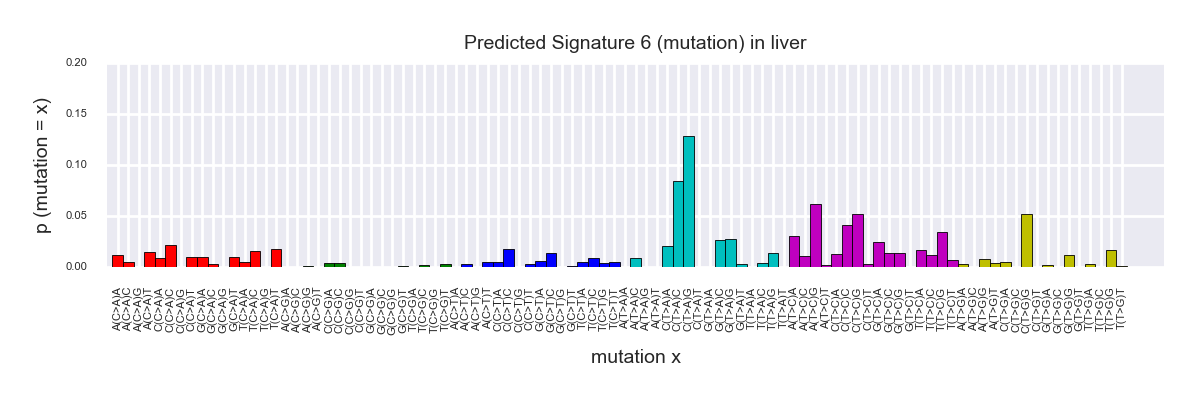 Predicted Signature 6 (mutation) in liver
0.20
0.15
0.10
0.05
0.00
p (mutation = x)
A(C>A)A
A(C>A)C
A(C>A)G
A(C>A)T
C(C>A)A
C(C>A)C
C(C>A)G
C(C>A)T
G(C>A)A
G(C>A)C
G(C>A)G
G(C>A)T
T(C>A)A
T(C>A)C
T(C>A)G
T(C>A)T
A(C>G)A
A(C>G)C
A(C>G)G
A(C>G)T
C(C>G)A
C(C>G)C
C(C>G)G
C(C>G)T
G(C>G)A
G(C>G)C
G(C>G)G
G(C>G)T
T(C>G)A
T(C>G)C
T(C>G)G
T(C>G)T
A(C>T)A
A(C>T)C
A(C>T)G
A(C>T)T
C(C>T)A
C(C>T)C
C(C>T)G
C(C>T)T
G(C>T)A
G(C>T)C
G(C>T)G
G(C>T)T
T(C>T)A
T(C>T)C
T(C>T)G
T(C>T)T
A(T>A)A
A(T>A)C
A(T>A)G
A(T>A)T
C(T>A)A
C(T>A)C
C(T>A)G
C(T>A)T
G(T>A)A
G(T>A)C
G(T>A)G
G(T>A)T
T(T>A)A
T(T>A)C
T(T>A)G
T(T>A)T
A(T>C)A
A(T>C)C
A(T>C)G
A(T>C)T
C(T>C)A
C(T>C)C
C(T>C)G
C(T>C)T
G(T>C)A
G(T>C)C
G(T>C)G
G(T>C)T
T(T>C)A
T(T>C)C
T(T>C)G
T(T>C)T
A(T>G)A
A(T>G)C
A(T>G)G
A(T>G)T
C(T>G)A
C(T>G)C
C(T>G)G
C(T>G)T
G(T>G)A
G(T>G)C
G(T>G)G
G(T>G)T
T(T>G)A
T(T>G)C
T(T>G)G
T(T>G)T
mutation x